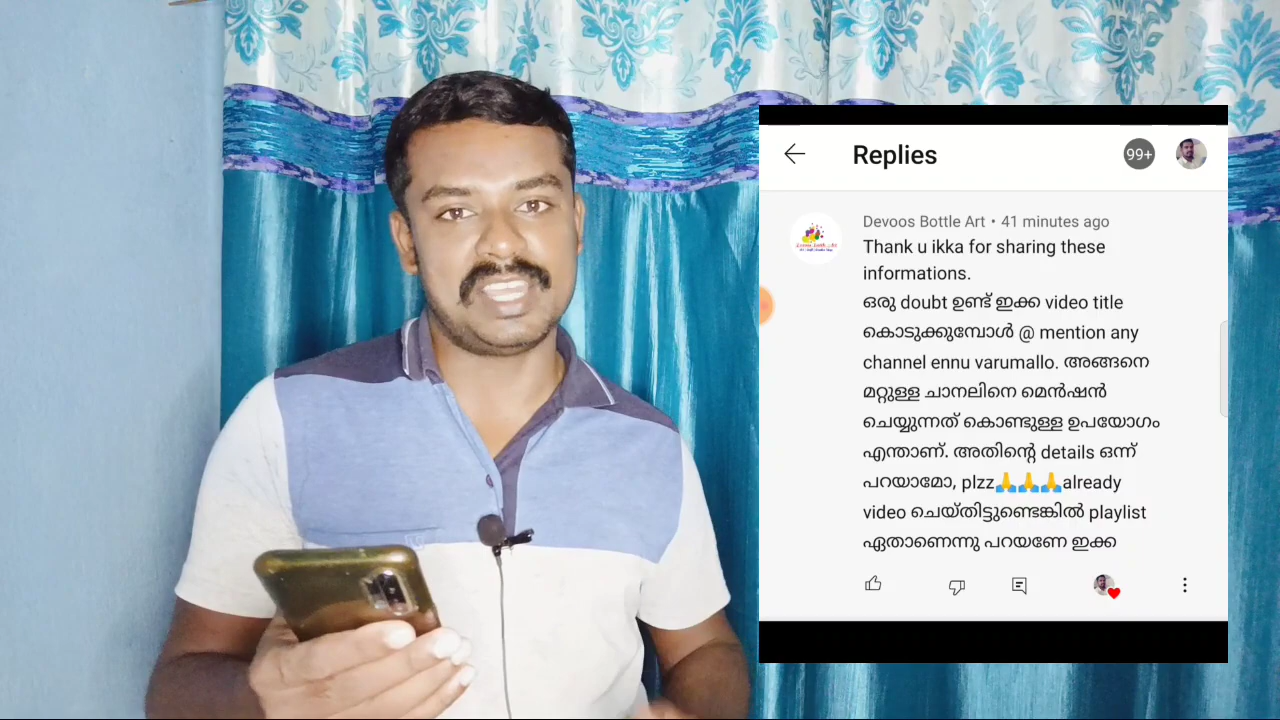 Replies
99+
Devoos Bottle Art • 41 minutes ago
Thank u ikka for sharing these
informations.
ഒരു doubt ഉണ്ട് ഇക്ക video title
കൊടുക്കുമ്പോൾ @ mention any
channel ennu varumallo. അങ്ങനെ
മറ്റുള്ള ചാനലിനെ മെൻഷൻ
ചെയ്യുന്നത് കൊണ്ടുള്ള ഉപയോഗം
എന്താണ്. അതിന്റെ details ഒന്ന്
പറയാമോ, plzz🙏🙏🙏already
video ചെയ്തിട്ടുണ്ടെങ്കിൽ playlist
ഏതാണെന്നു പറയണേ ഇക്ക